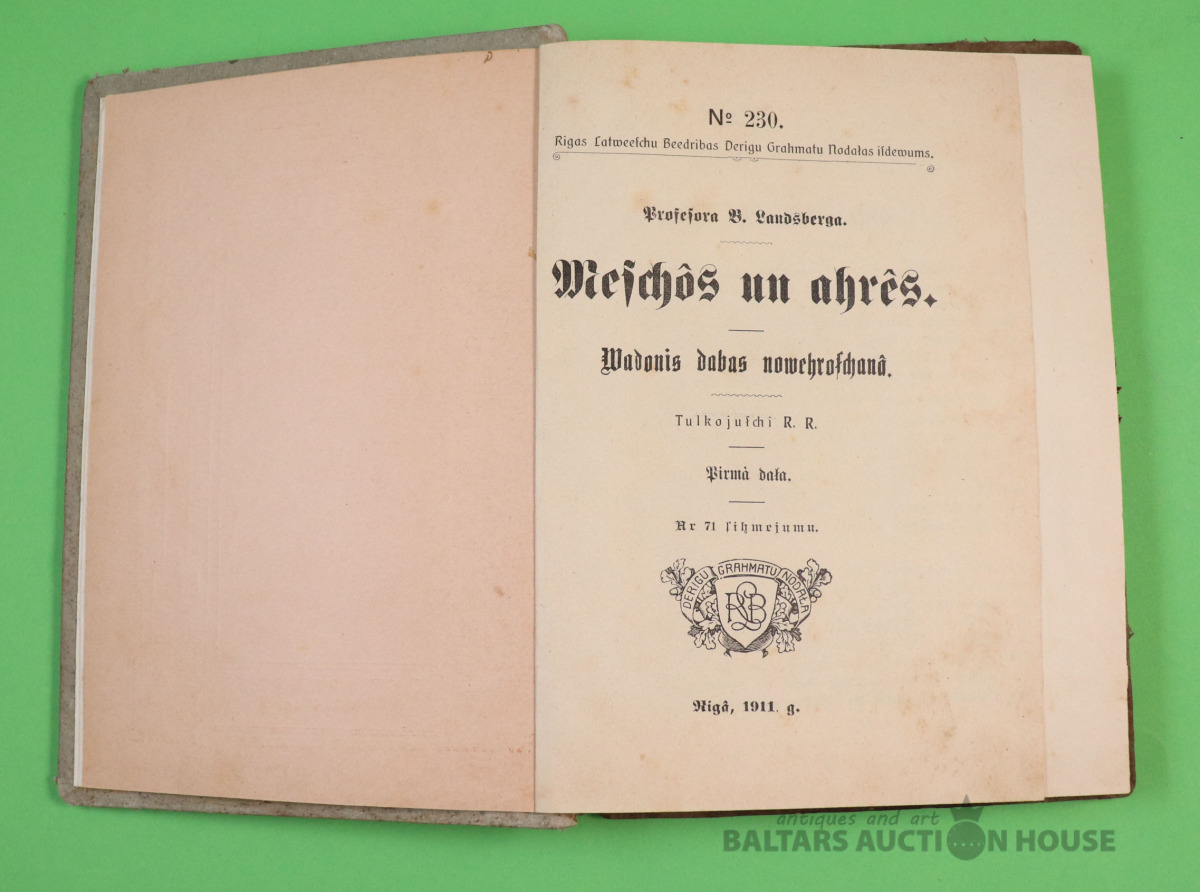 № 230.
Rigas Latweeſchu Beedribas Derigu Grahmatu Nodaļas iſdewums.
Profeſora B. Landsberga.
Meſchôs un ahrês.
Wadonis dabas nowehroſchanâ.
Tulkojuſchi R. R.
Pirmà daļa.
Ar 71 ſihmejumu.
DERIGU GRAHMATU NODAĻA
RLB
Rigâ, 1911. g.
antiques and art
BALTARS AUCTION HOUSE